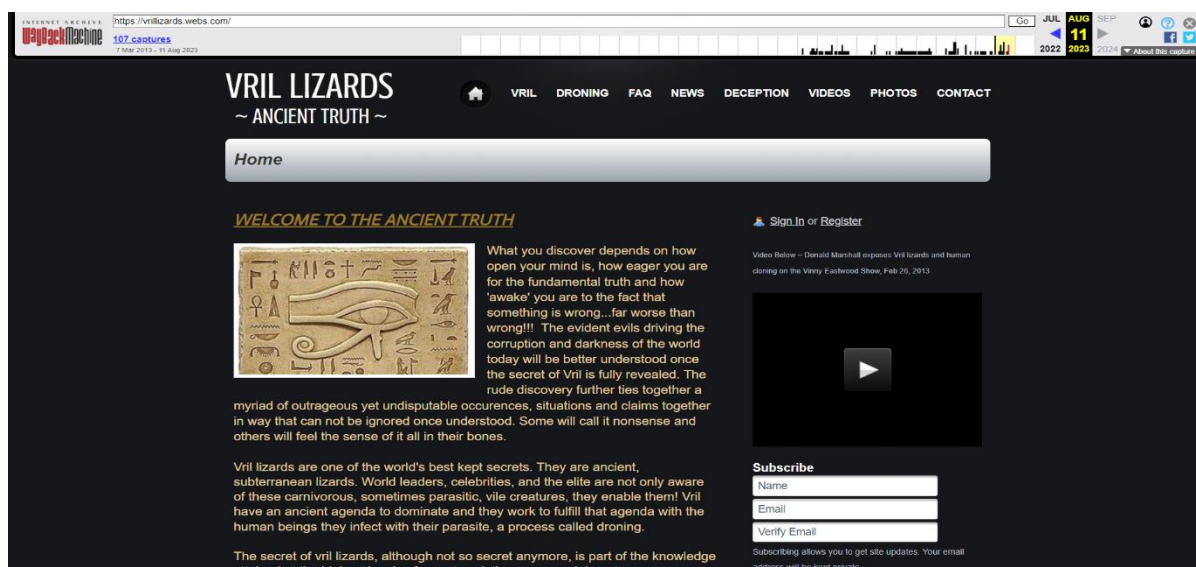 INTERNET ARCHIVE
WayBackMachine
https://vrillizards.webs.com/
Go
JUL AUG SEP
107 captures
11
7 Mar 2013 - 11 Aug 2023
2022 2023 2024
About this capture
VRIL LIZARDS
~ ANCIENT TRUTH ~
VRIL DRONING FAQ NEWS DECEPTION VIDEOS PHOTOS CONTACT
Home
WELCOME TO THE ANCIENT TRUTH
What you discover depends on how
open your mind is, how eager you are
for the fundamental truth and how
'awake' you are to the fact that
something is wrong...far worse than
wrong!!! The evident evils driving the
corruption and darkness of the world
today will be better understood once
the secret of Vril is fully revealed. The
rude discovery further ties together a
myriad of outrageous yet undisputable occurences, situations and claims together
in way that can not be ignored once understood. Some will call it nonsense and
others will feel the sense of it all in their bones.
Vril lizards are one of the world's best kept secrets. They are ancient,
subterranean lizards. World leaders, celebrities, and the elite are not only aware
of these carnivorous, sometimes parasitic, vile creatures, they enable them! Vril
have an ancient agenda to dominate and they work to fulfill that agenda with the
human beings they infect with their parasite, a process called droning.
The secret of vril lizards, although not so secret anymore, is part of the knowledge
Sign In or Register
Video Below – Donald Marshall exposes Vril lizards and human
cloning on the Vinny Eastwood Show, Feb 26, 2013
Subscribe
Name
Email
Verify Email
Subscribing allows you to get site updates. Your email
address will be kept private